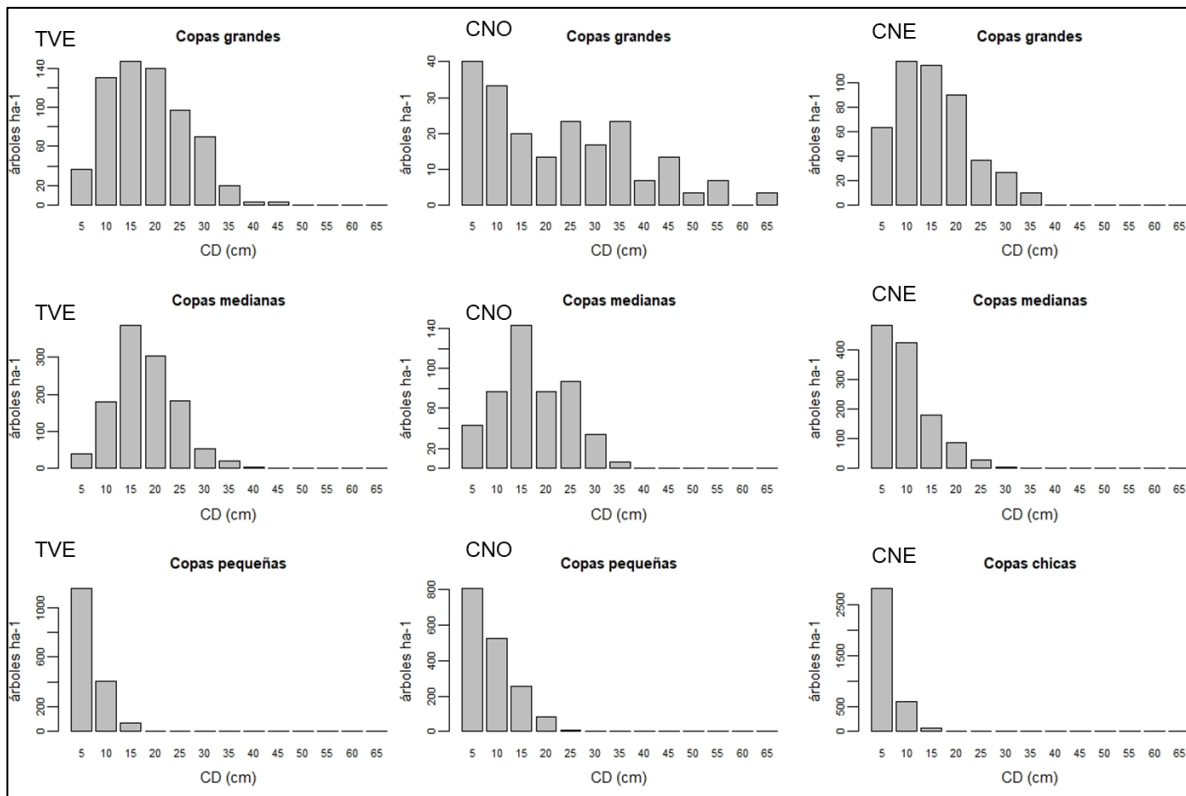 TVE
Copas grandes
árboles ha-1
0 20 60 100 140
5 10 15 20 25 30 35 40 45 50 55 60 65
CD (cm)
CNO
Copas grandes
árboles ha-1
0 10 20 30 40
5 10 15 20 25 30 35 40 45 50 55 60 65
CD (cm)
CNE
Copas grandes
árboles ha-1
0 20 40 60 80 100
5 10 15 20 25 30 35 40 45 50 55 60 65
CD (cm)
TVE
Copas medianas
árboles ha-1
0 100 200 300
5 10 15 20 25 30 35 40 45 50 55 60 65
CD (cm)
CNO
Copas medianas
árboles ha-1
0 20 60 100 140
5 10 15 20 25 30 35 40 45 50 55 60 65
CD (cm)
CNE
Copas medianas
árboles ha-1
0 100 200 300 400
5 10 15 20 25 30 35 40 45 50 55 60 65
CD (cm)
TVE
Copas pequeñas
árboles ha-1
0 200 600 1000
5 10 15 20 25 30 35 40 45 50 55 60 65
CD (cm)
CNO
Copas pequeñas
árboles ha-1
0 200 400 600 800
5 10 15 20 25 30 35 40 45 50 55 60 65
CD (cm)
CNE
Copas chicas
árboles ha-1
0 500 1500 2500
5 10 15 20 25 30 35 40 45 50 55 60 65
CD (cm)